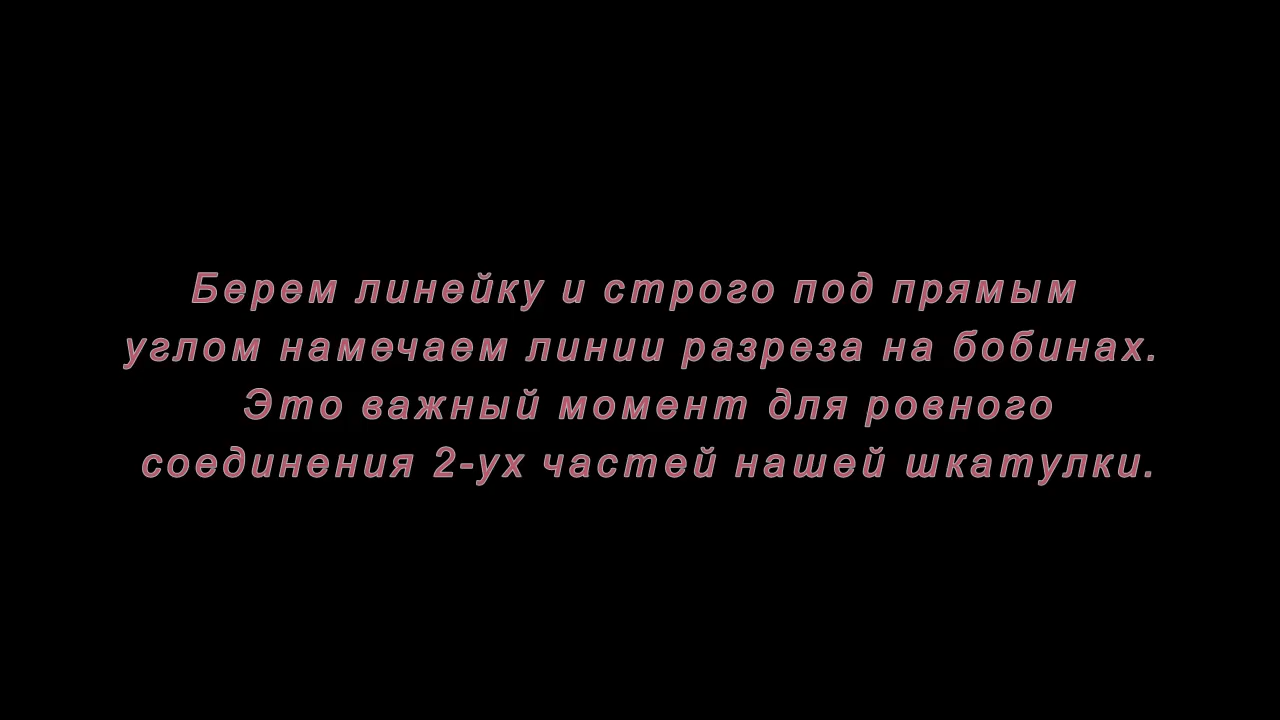 Берем линейку и строго под прямым
углом намечаем линии разреза на бобинах.
Это важный момент для ровного
соединения 2-ух частей нашей шкатулки.